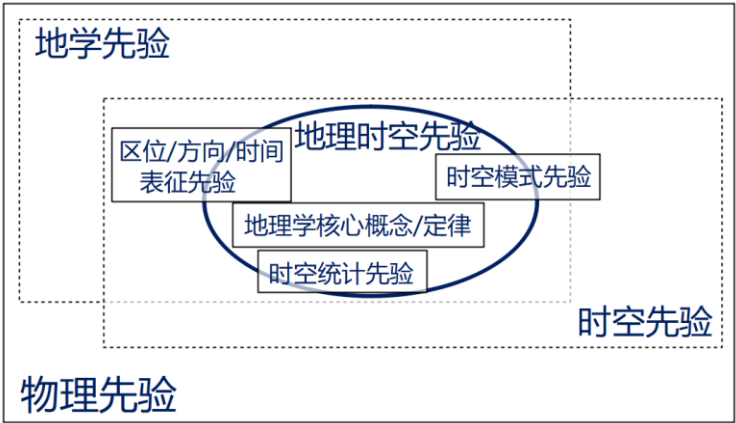 地学先验
地理时空先验
区位/方向/时间
表征先验
时空模式先验
地理学核心概念/定律
时空统计先验
时空先验
物理先验